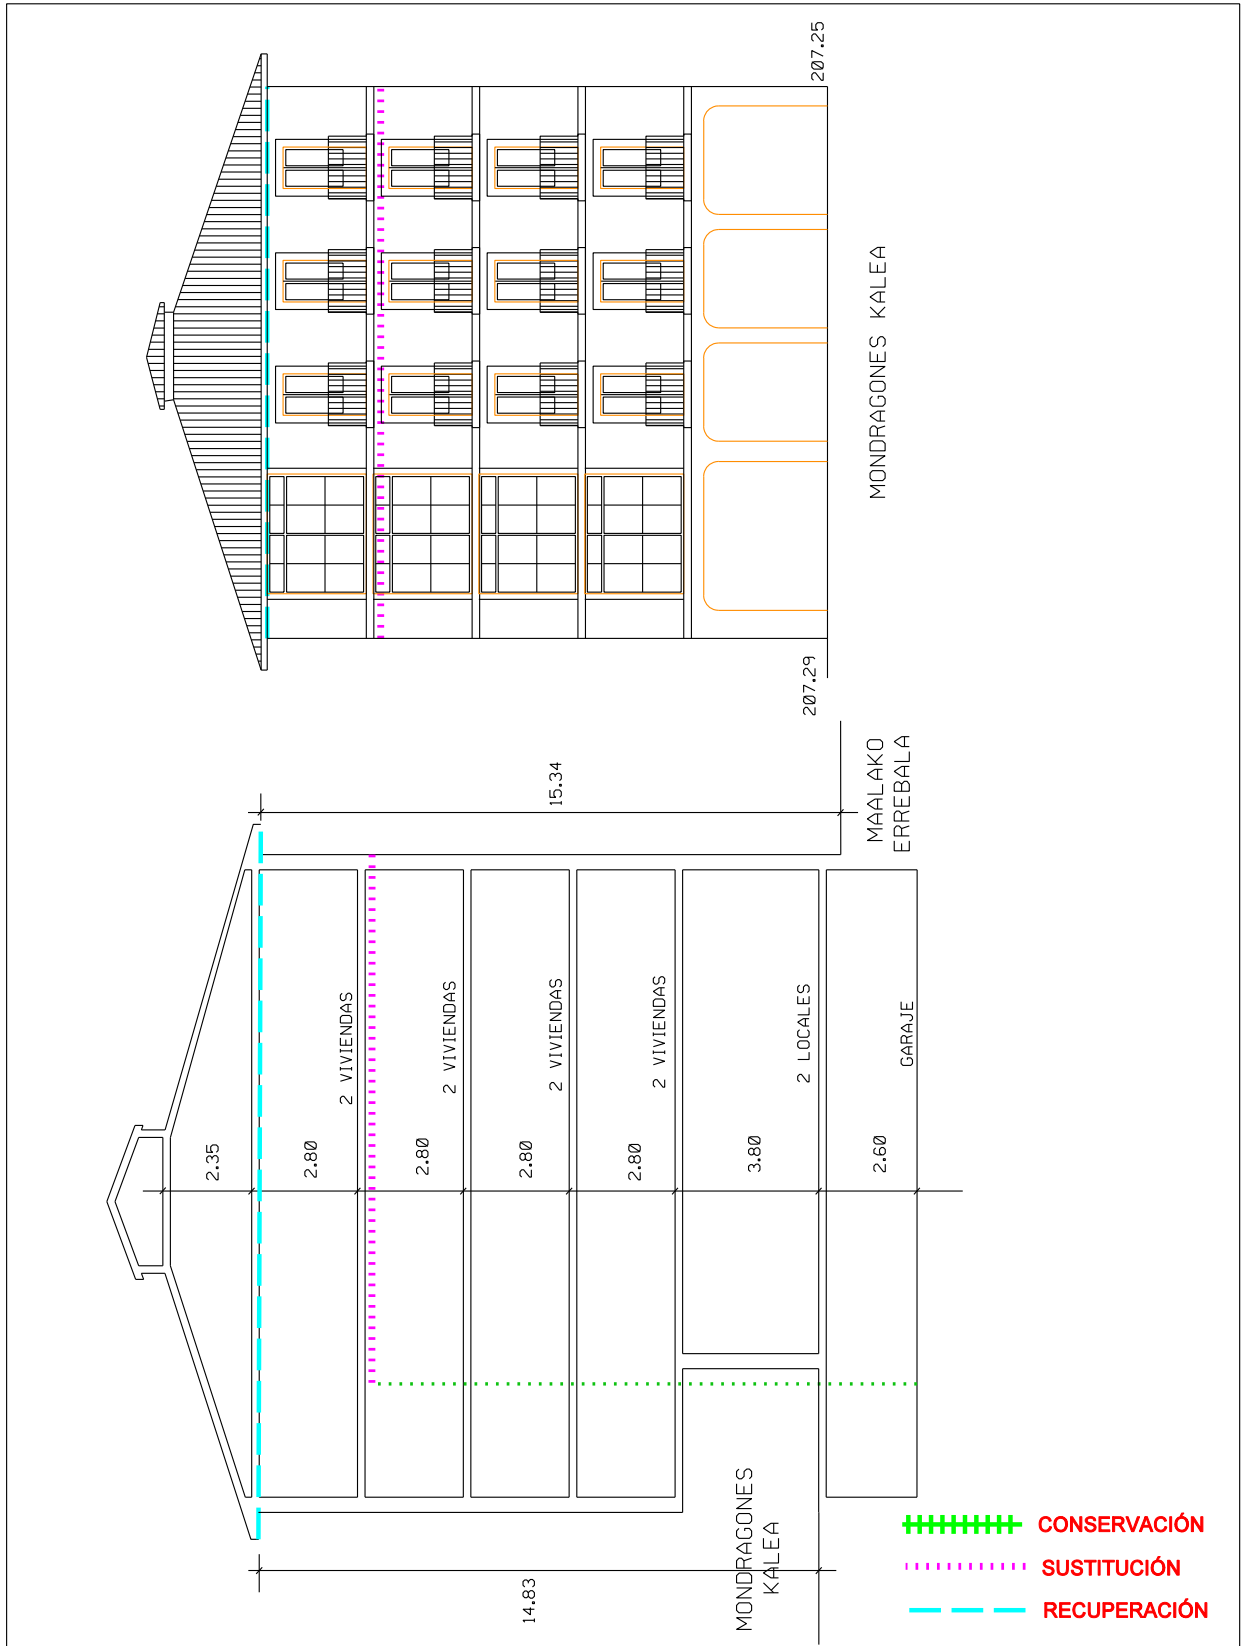 207.25
MONDRAGONES KALEA
207.29
15.34
MAALAKO
ERREBALA
2 VIVIENDAS
2 VIVIENDAS
2 VIVIENDAS
2 VIVIENDAS
2 LOCALES
GARAJE
2.35
2.80
2.80
2.80
2.80
3.80
2.60
14.83
MONDRAGONES
KALEA
CONSERVACIÓN
SUSTITUCIÓN
RECUPERACIÓN